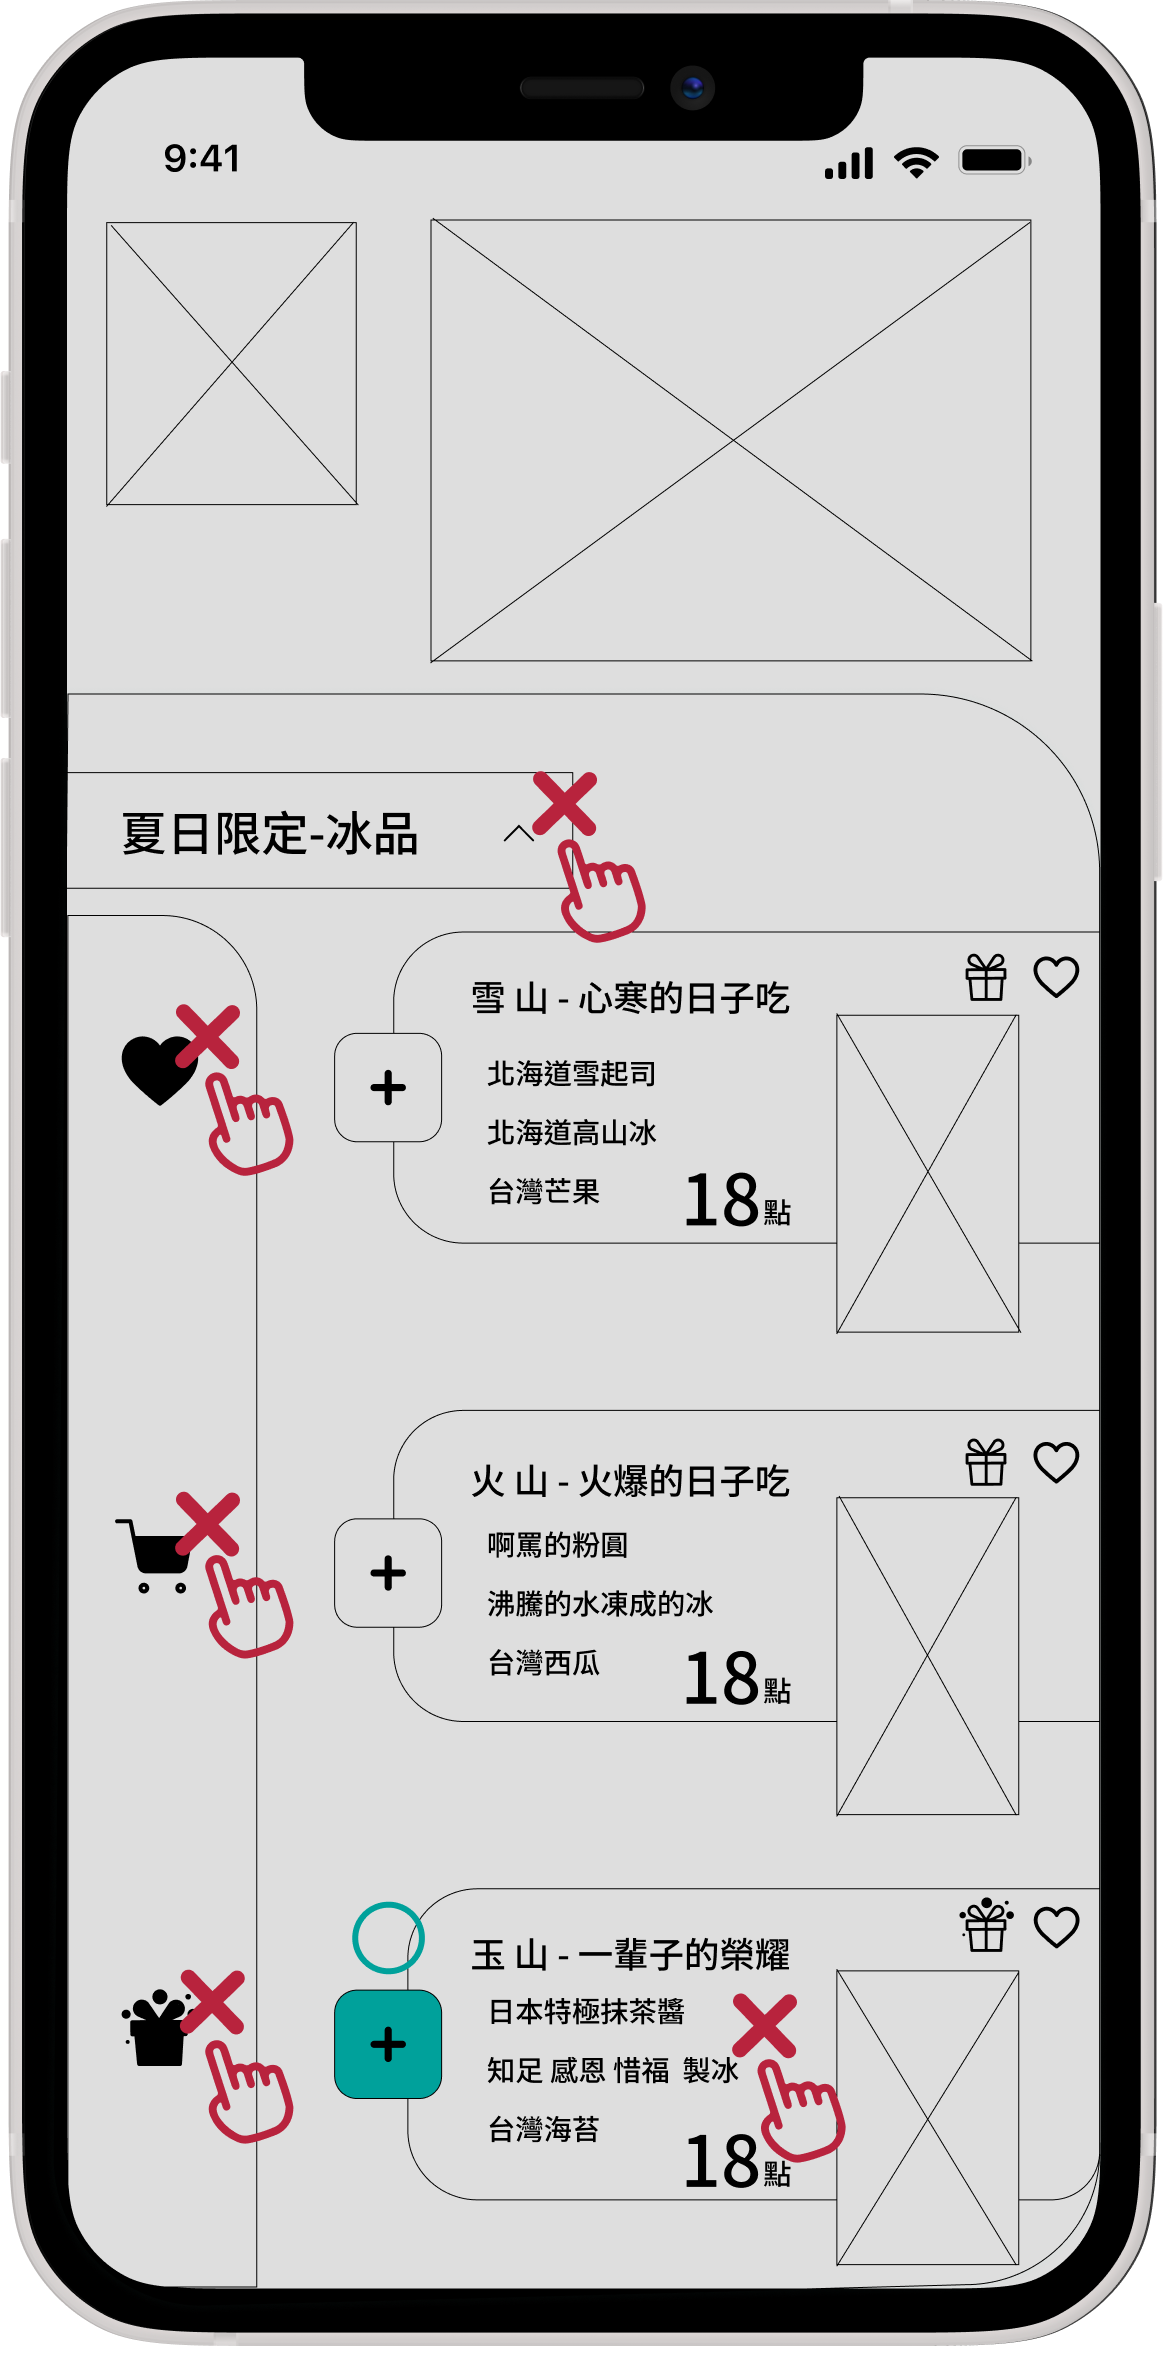 9:41
夏日限定-冰品
雪 山 - 心寒的日子吃
北海道雪起司
北海道高山冰
台灣芒果
18點
火 山 - 火爆的日子吃
啊罵的粉圓
沸騰的水凍成的冰
台灣西瓜
18點
玉 山 - 一輩子的榮耀
日本特極抹茶醬
知足 感恩 惜福 製冰
台灣海苔
18點